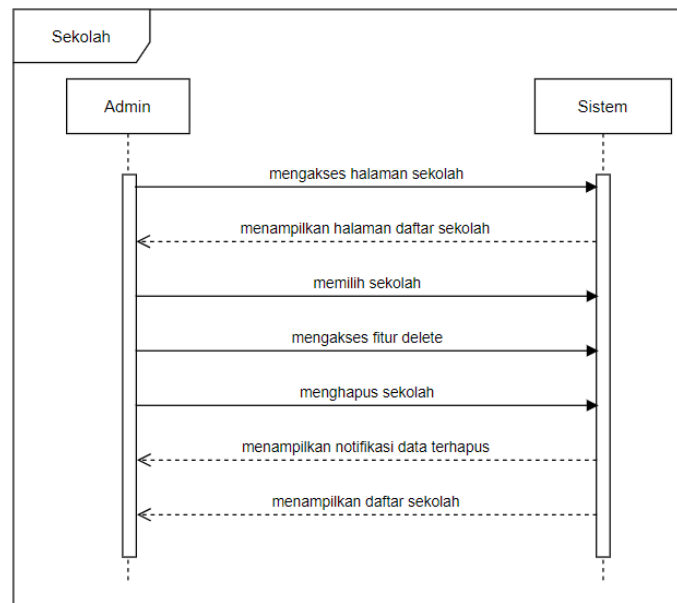 Sekolah
Admin
Sistem
mengakses halaman sekolah
menampilkan halaman daftar sekolah
memilih sekolah
mengakses fitur delete
menghapus sekolah
menampilkan notifikasi data terhapus
menampilkan daftar sekolah